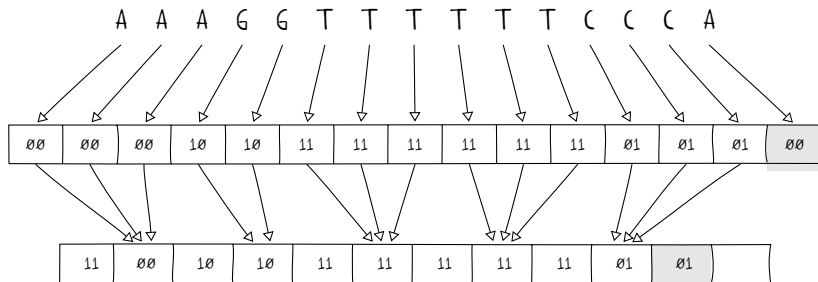 A A A G G T T T T T T C C C A
00 00 00 10 10 11 11 11 11 11 11 01 01 01 00
11 00 10 10 11 11 11 11 11 01 01